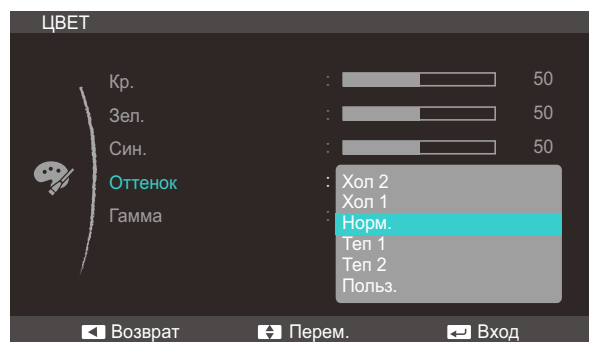 ЦВЕТ
Кр. : 50
Зел. : 50
Син. : 50
Оттенок :
Хол 2
Хол 1
Норм.
Теп 1
Теп 2
Польз.
Гамма :
Возврат Перем. Вход